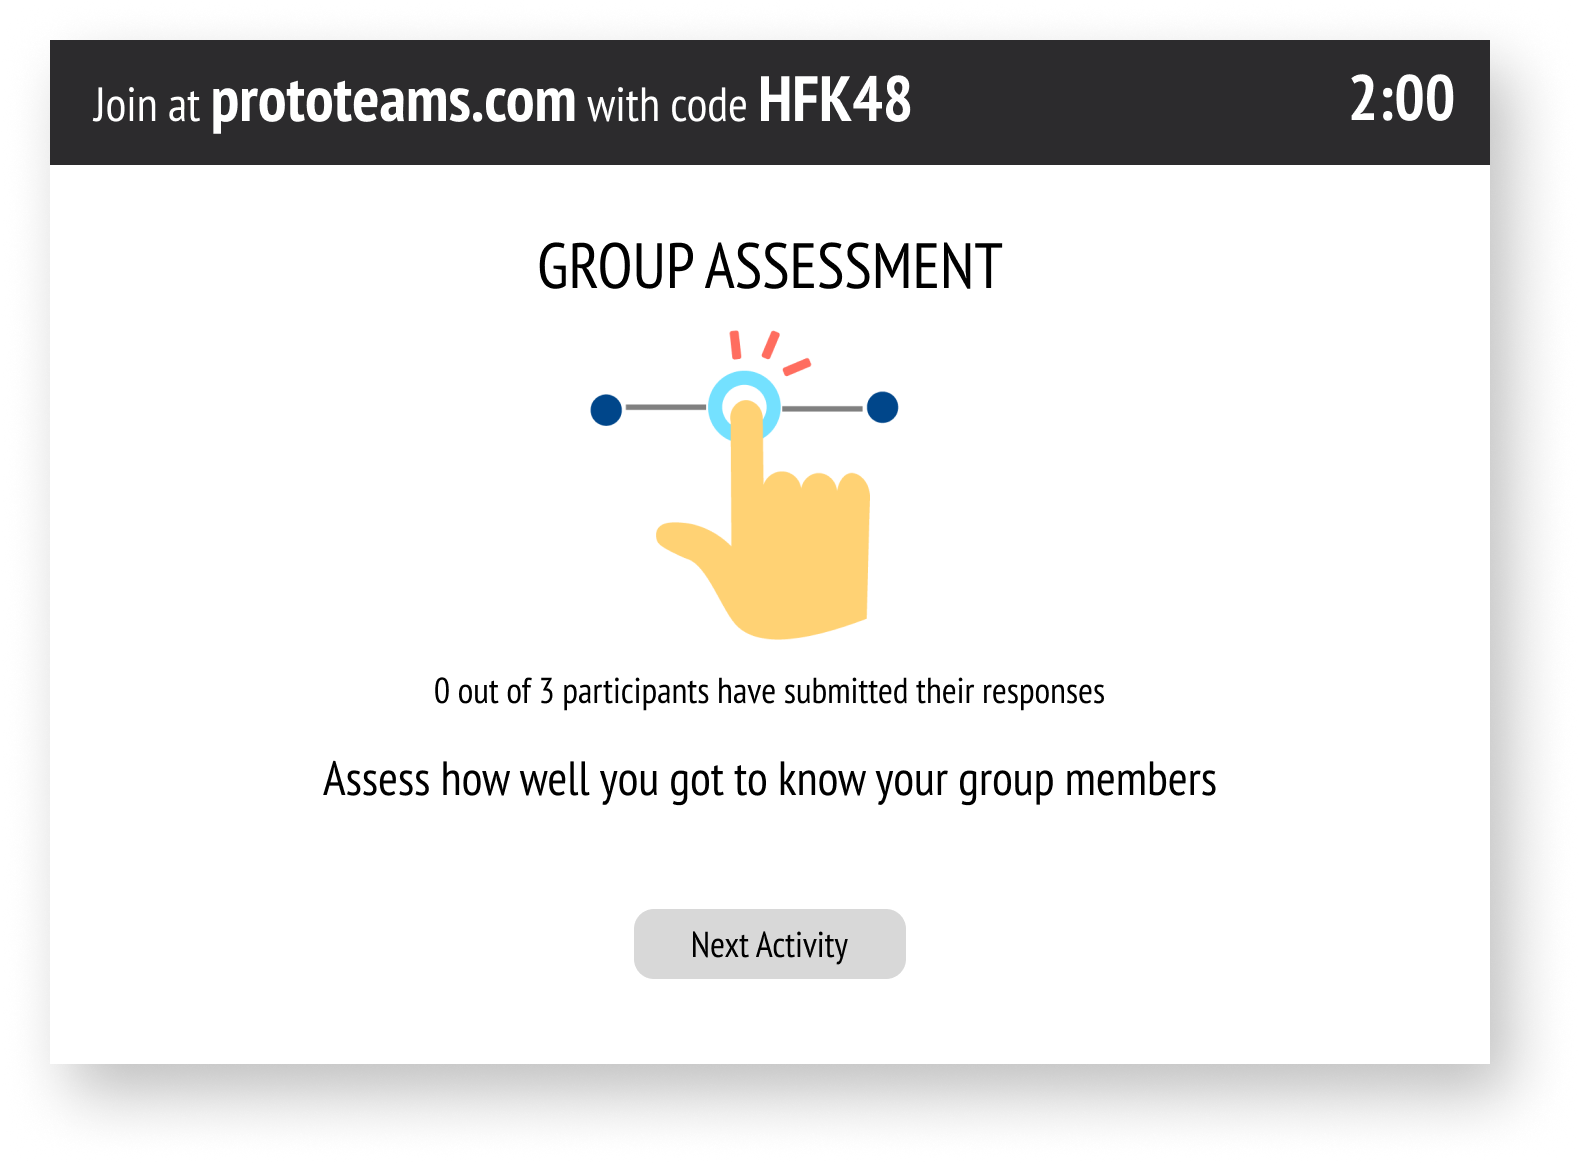 Join at prototeams.com with code HFK48
2:00
GROUP ASSESSMENT
0 out of 3 participants have submitted their responses
Assess how well you got to know your group members
Next Activity